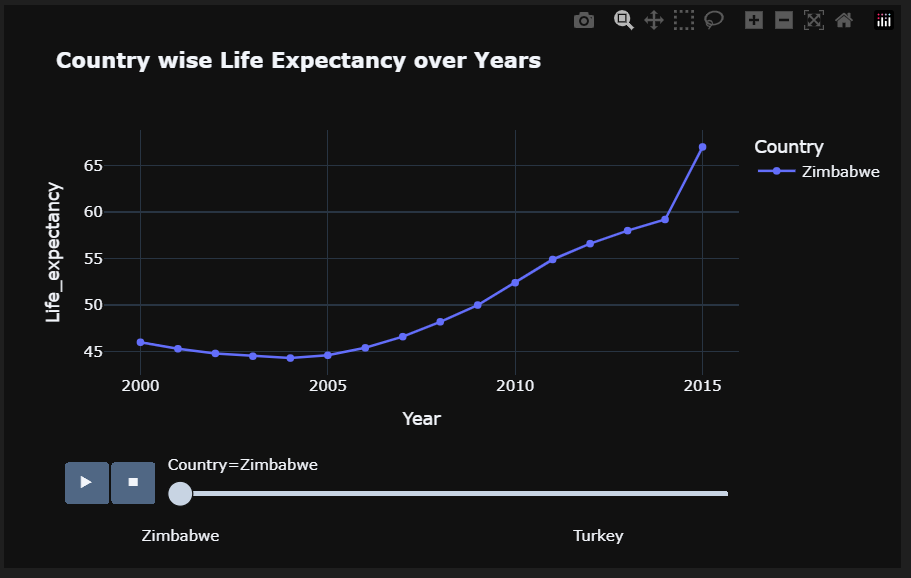 Country wise Life Expectancy over Years
Country
Zimbabwe
Life_expectancy
65
60
55
50
45
2000 2005 2010 2015
Year
Country=Zimbabwe
Zimbabwe Turkey